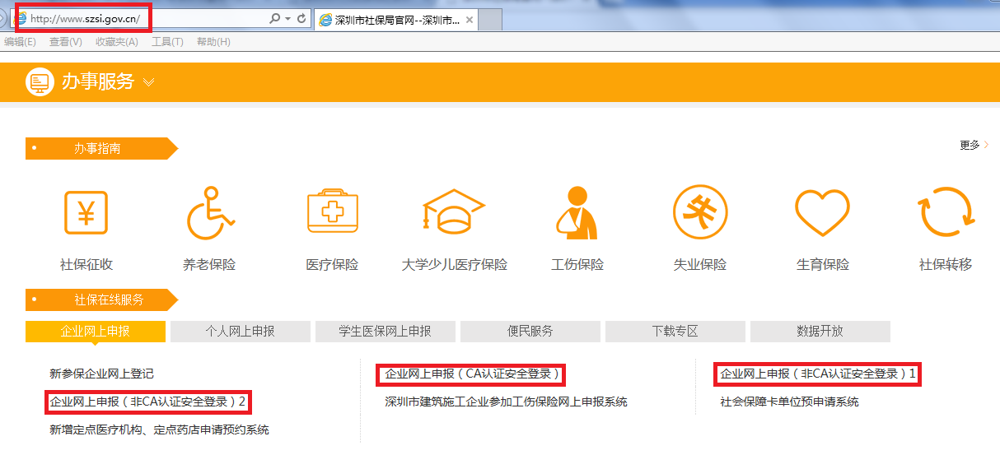 http://www.szsi.gov.cn/
深圳市社保局官网--深圳市...
编辑(E) 查看(V) 收藏夹(A) 工具(T) 帮助(H)
办事服务
办事指南
更多
¥
失
社保征收 养老保险 医疗保险 大学少儿医疗保险 工伤保险 失业保险 生育保险 社保转移
社保在线服务
企业网上申报 个人网上申报 学生医保网上申报 便民服务 下载专区 数据开放
新参保企业网上登记 企业网上申报（CA认证安全登录） 企业网上申报（非CA认证安全登录）1
企业网上申报（非CA认证安全登录）2 深圳市建筑施工企业参加工伤保险网上申报系统 社会保障卡单位预申请系统
新增定点医疗机构、定点药店申请预约系统